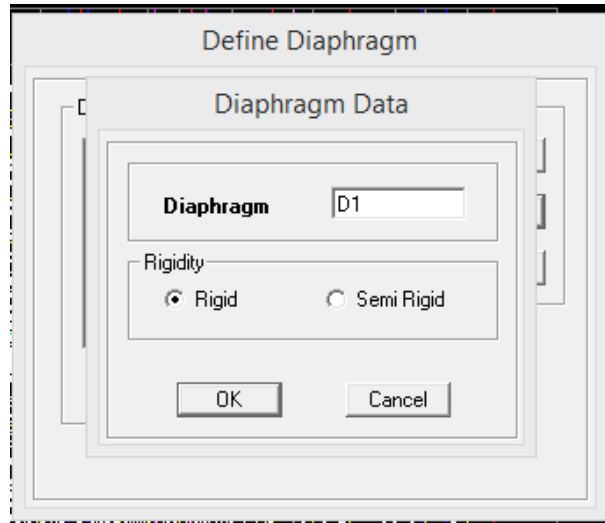 Define Diaphragm
D
Diaphragm Data
Diaphragm D1
Rigidity
Rigid Semi Rigid
OK Cancel